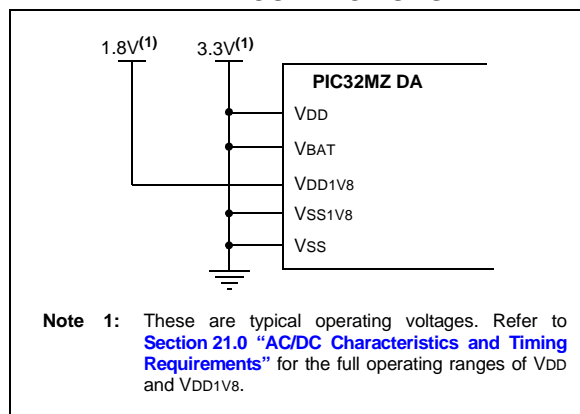 1.8V(1) 3.3V(1)
PIC32MZ DA
VDD
VBAT
VDD1V8
VSS1V8
VSS
Note 1: These are typical operating voltages. Refer to
Section 21.0 “AC/DC Characteristics and Timing
Requirements” for the full operating ranges of VDD
and VDD1V8.